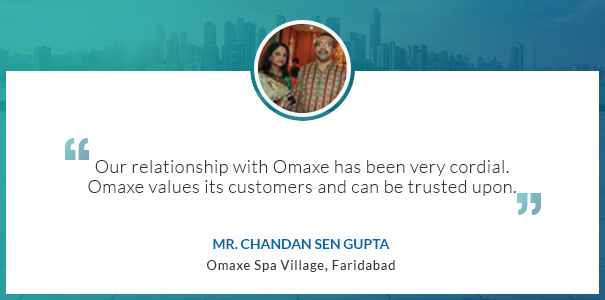 “ Our relationship with Omaxe has been very cordial.
Omaxe values its customers and can be trusted upon. ”
MR. CHANDAN SEN GUPTA
Omaxe Spa Village, Faridabad